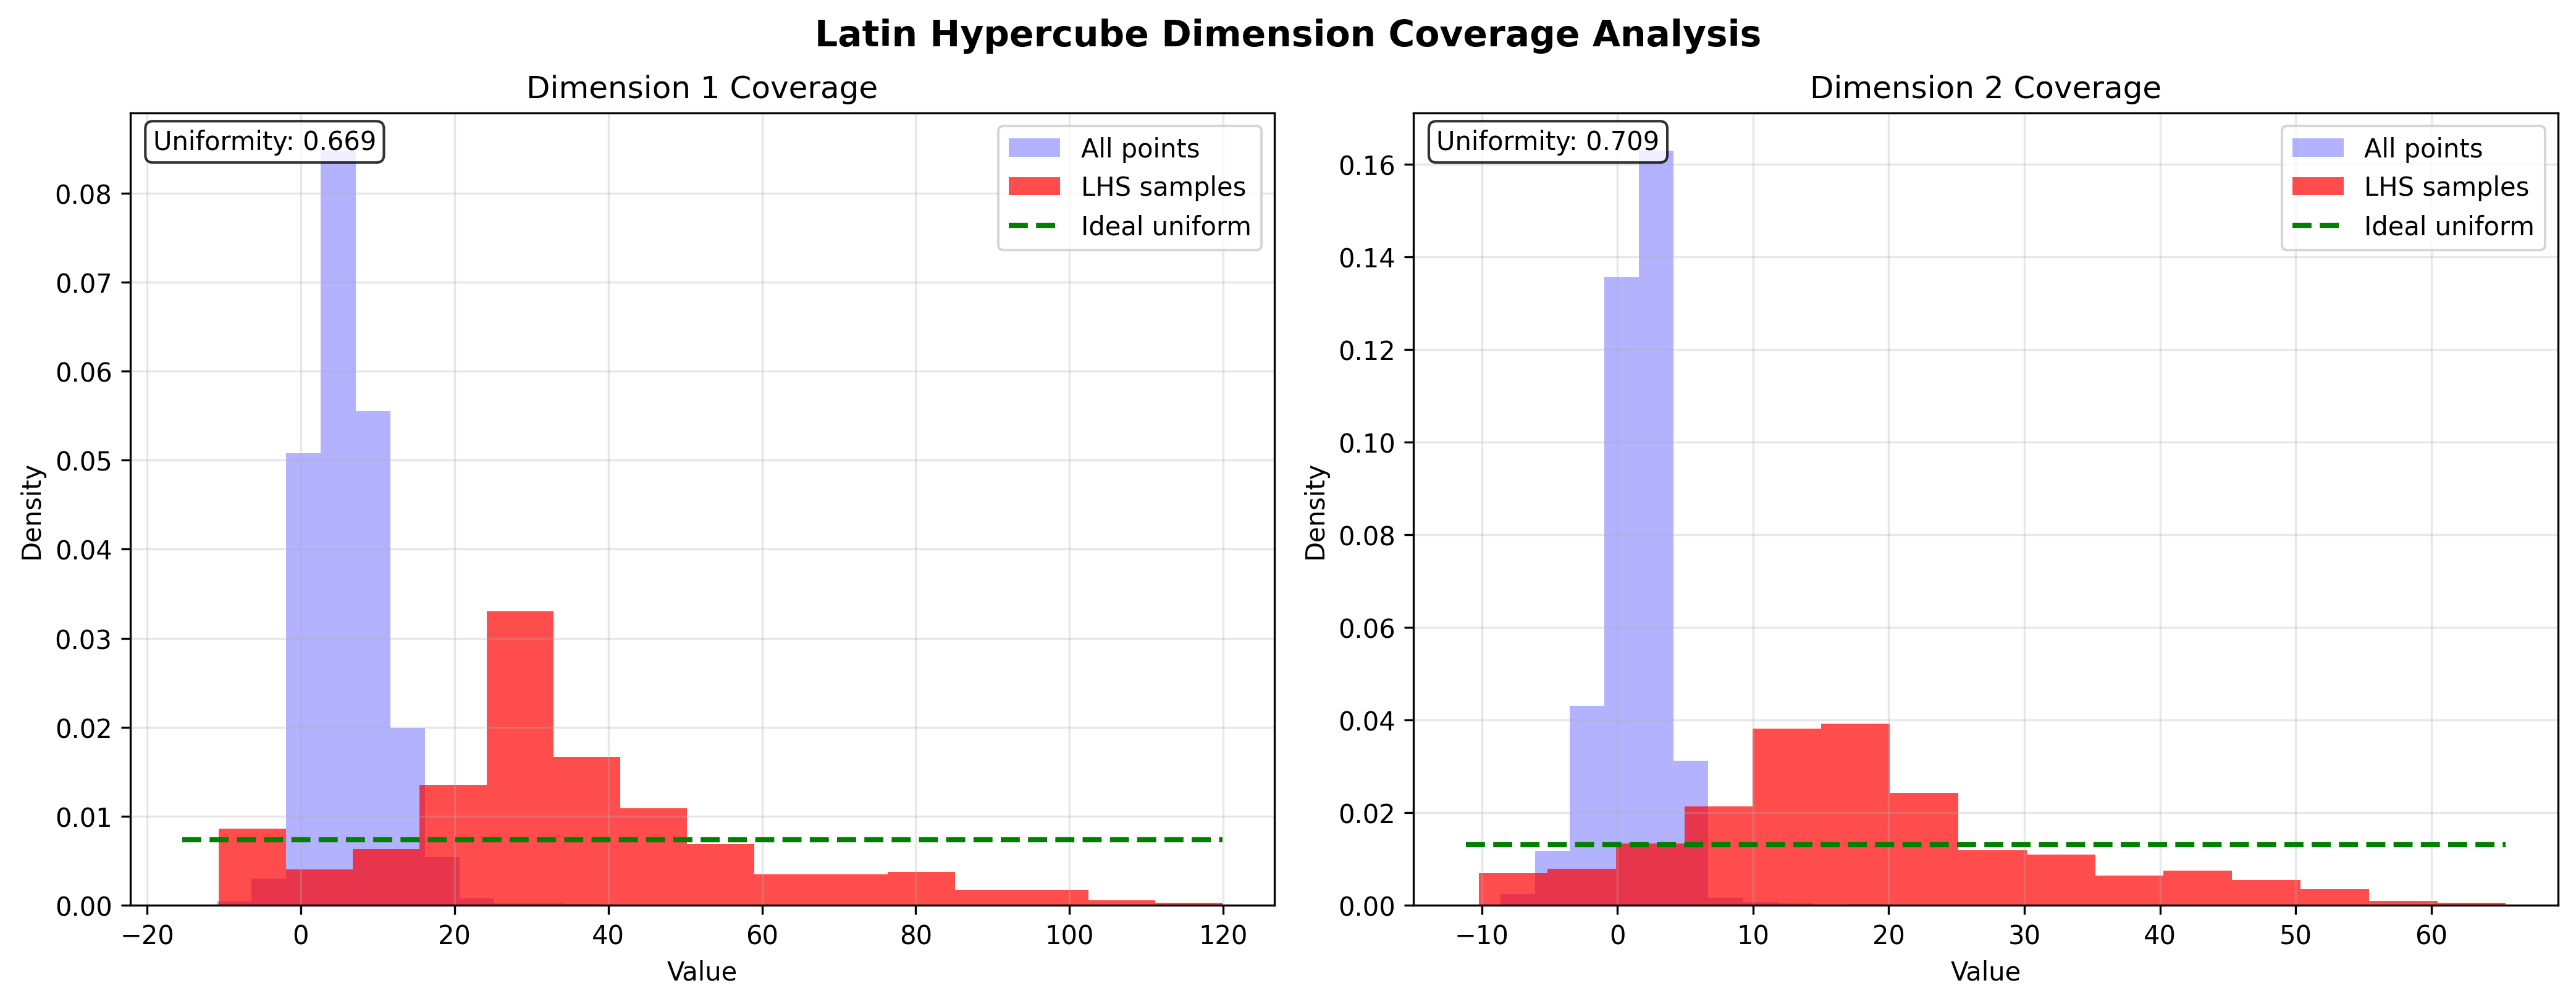 Latin Hypercube Dimension Coverage Analysis
Dimension 1 Coverage
Uniformity: 0.669
All points
LHS samples
Ideal uniform
0.08
0.07
0.06
0.05
0.04
0.03
0.02
0.01
0.00
Density
−20 0 20 40 60 80 100 120
Value
Dimension 2 Coverage
Uniformity: 0.709
All points
LHS samples
Ideal uniform
0.16
0.14
0.12
0.10
0.08
0.06
0.04
0.02
0.00
Density
−10 0 10 20 30 40 50 60
Value